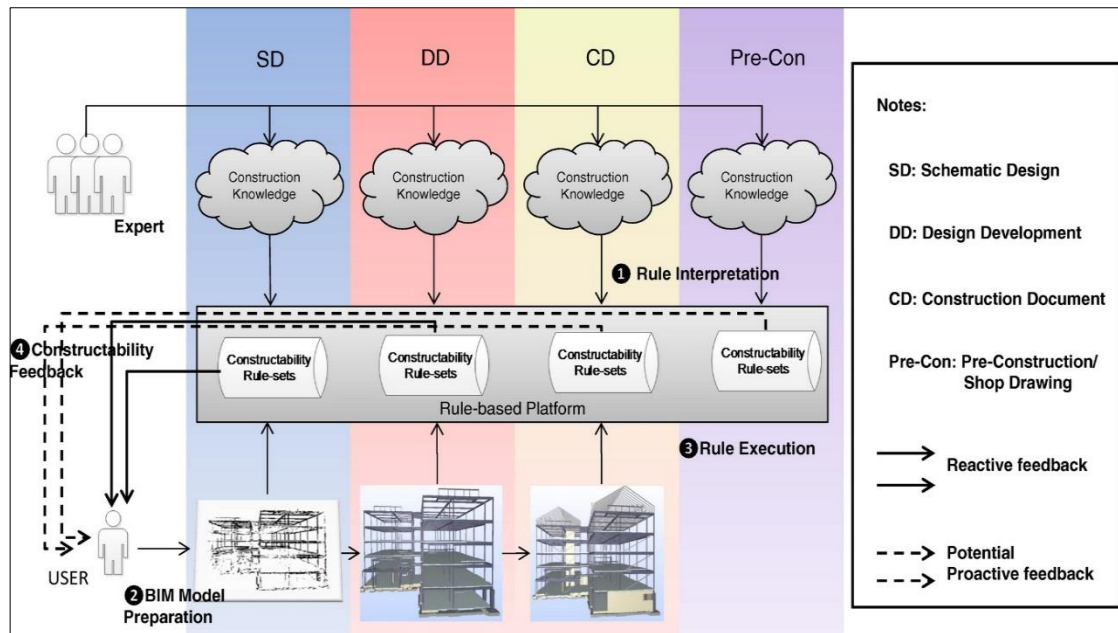 SD
DD
CD
Pre-Con
Construction
Knowledge
Construction
Knowledge
Construction
Knowledge
Construction
Knowledge
Expert
❶ Rule Interpretation
❹ Constructability
Feedback
Constructability
Rule-sets
Constructability
Rule-sets
Constructability
Rule-sets
Constructability
Rule-sets
Rule-based Platform
❸ Rule Execution
USER
❷ BIM Model
Preparation
Notes:
SD: Schematic Design
DD: Design Development
CD: Construction Document
Pre-Con: Pre-Construction/
Shop Drawing
Reactive feedback
Potential
Proactive feedback